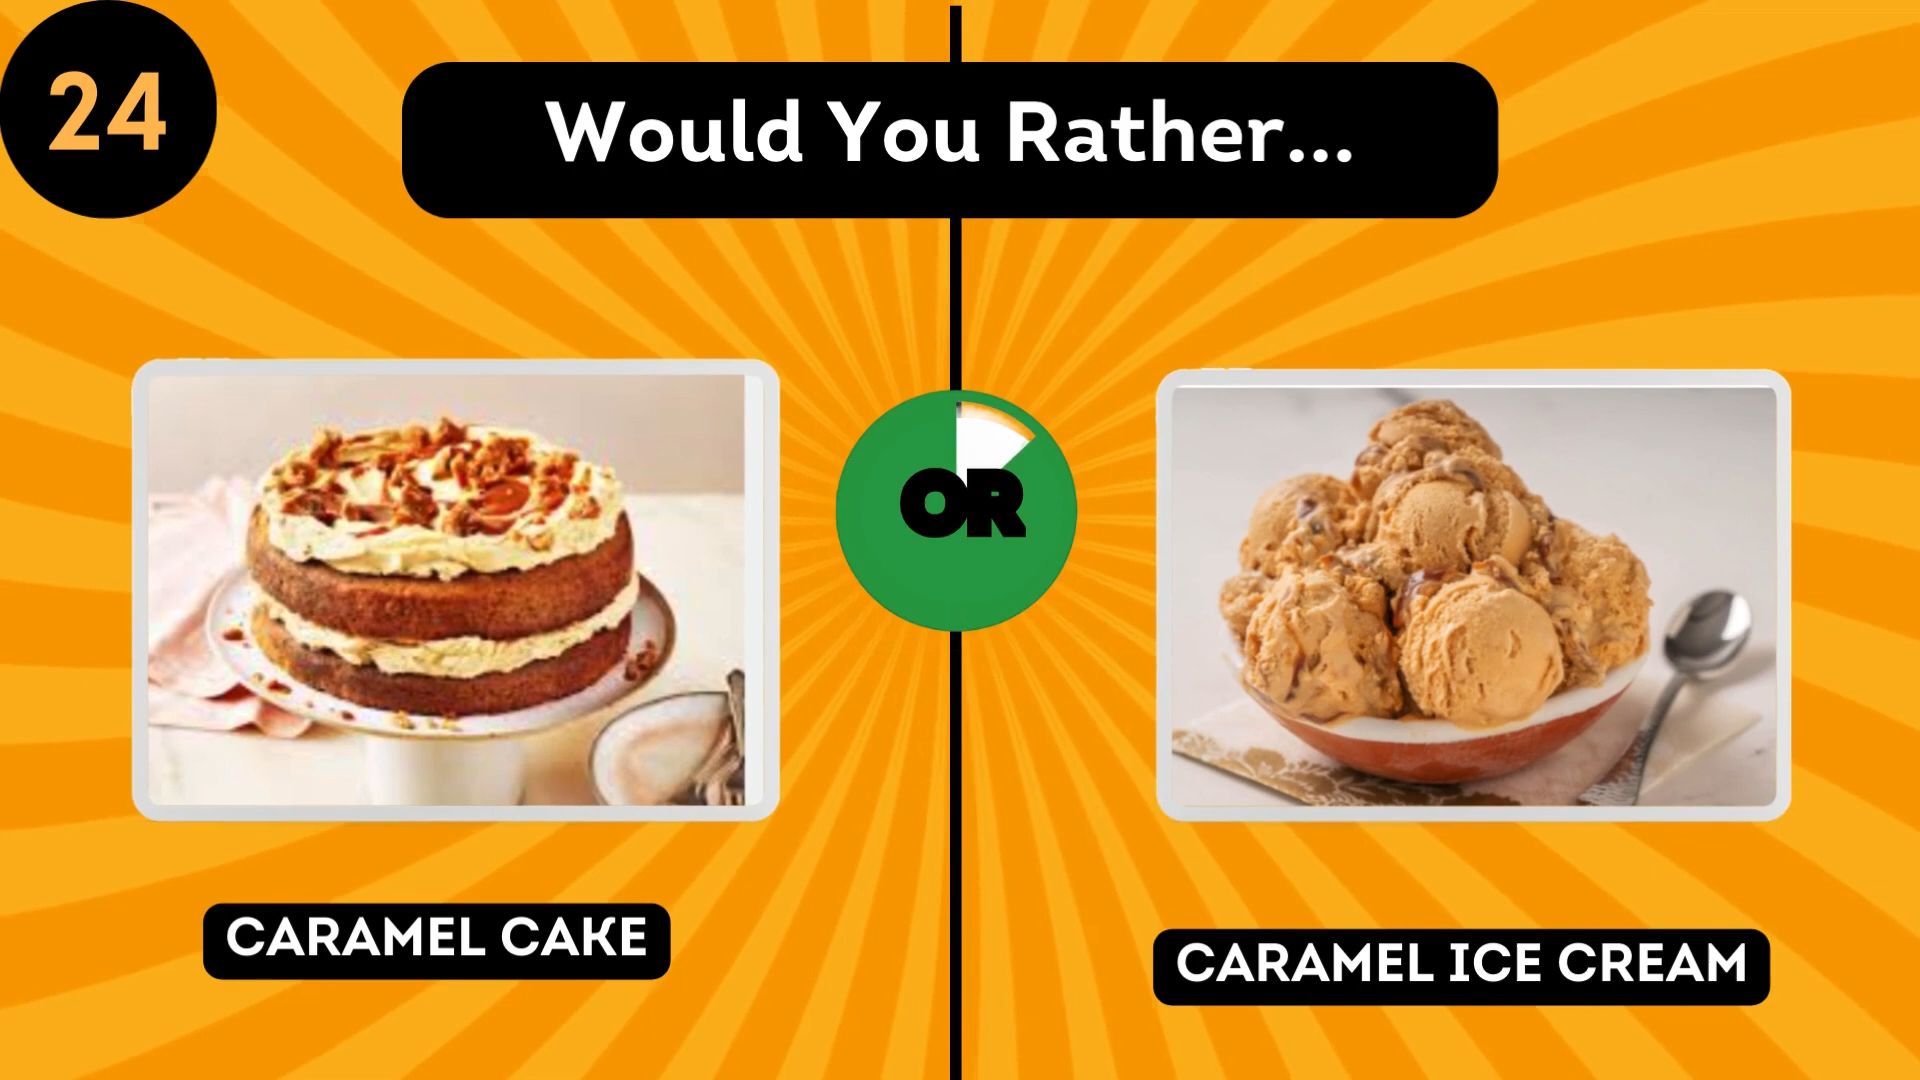 24
Would You Rather...
OR
CARAMEL CAKE
CARAMEL ICE CREAM